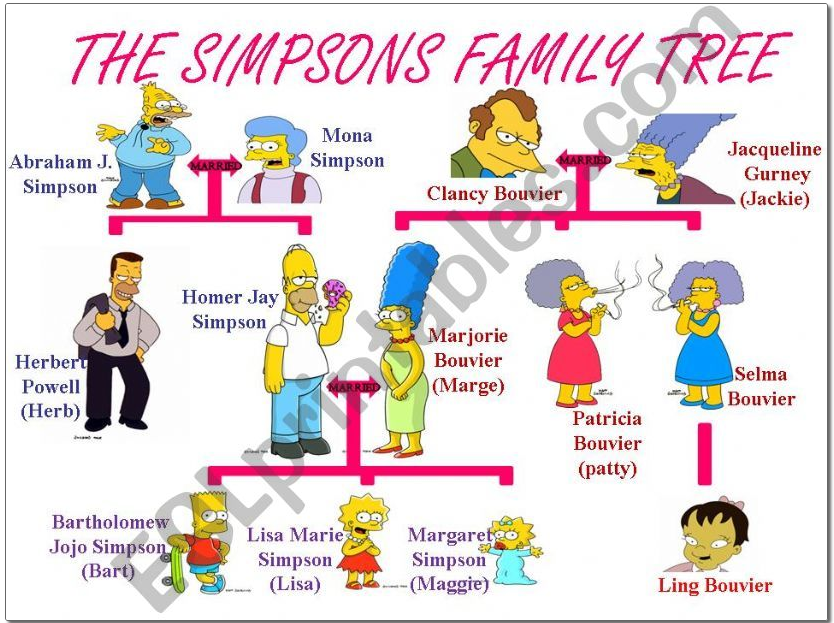 THE SIMPSONS FAMILY TREE
Abraham J.
Simpson
MARRIED
Mona
Simpson
Clancy Bouvier
MARRIED
Jacqueline
Gurney
(Jackie)
Herbert
Powell
(Herb)
Homer Jay
Simpson
MARRIED
Marjorie
Bouvier
(Marge)
Patricia
Bouvier
(patty)
Selma
Bouvier
Bartholomew
Jojo Simpson
(Bart)
Lisa Marie
Simpson
(Lisa)
Margaret
Simpson
(Maggie)
Ling Bouvier
ESLprintables.com